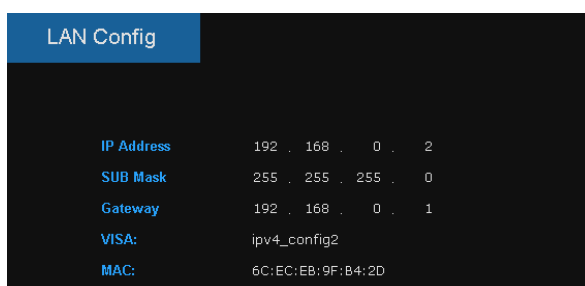 LAN Config
IP Address 192 . 168 . 0 . 2
SUB Mask 255 . 255 . 255 . 0
Gateway 192 . 168 . 0 . 1
VISA: ipv4_config2
MAC: 6C:EC:EB:9F:B4:2D